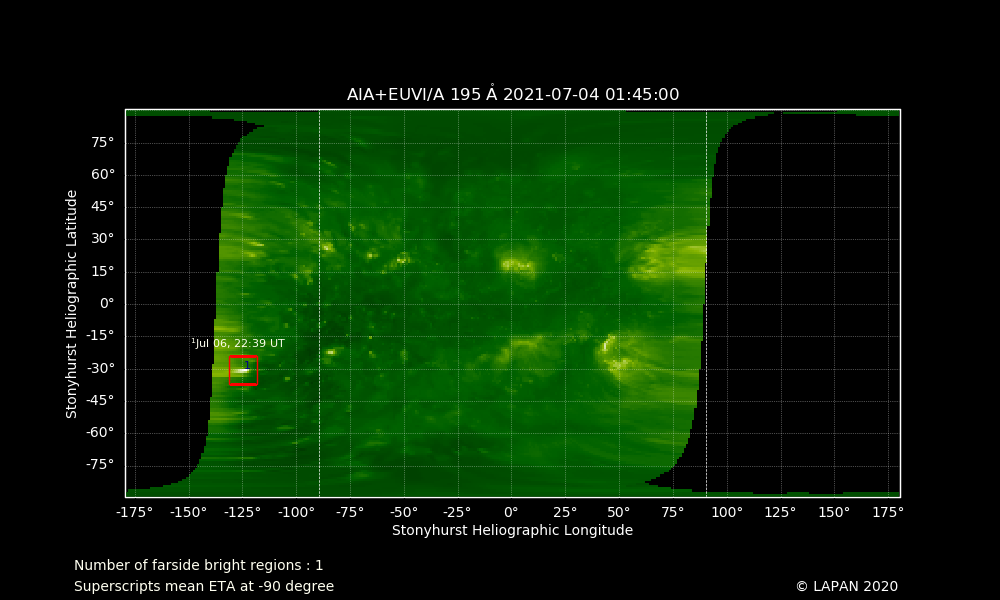 AIA+EUVI/A 195 Å 2021-07-04 01:45:00
75°
60°
45°
30°
15°
0°
-15°
-30°
-45°
-60°
-75°
Stonyhurst Heliographic Latitude
¹Jul 06, 22:39 UT
1
-175° -150° -125° -100° -75° -50° -25° 0° 25° 50° 75° 100° 125° 150° 175°
Stonyhurst Heliographic Longitude
Number of farside bright regions : 1
Superscripts mean ETA at -90 degree
© LAPAN 2020